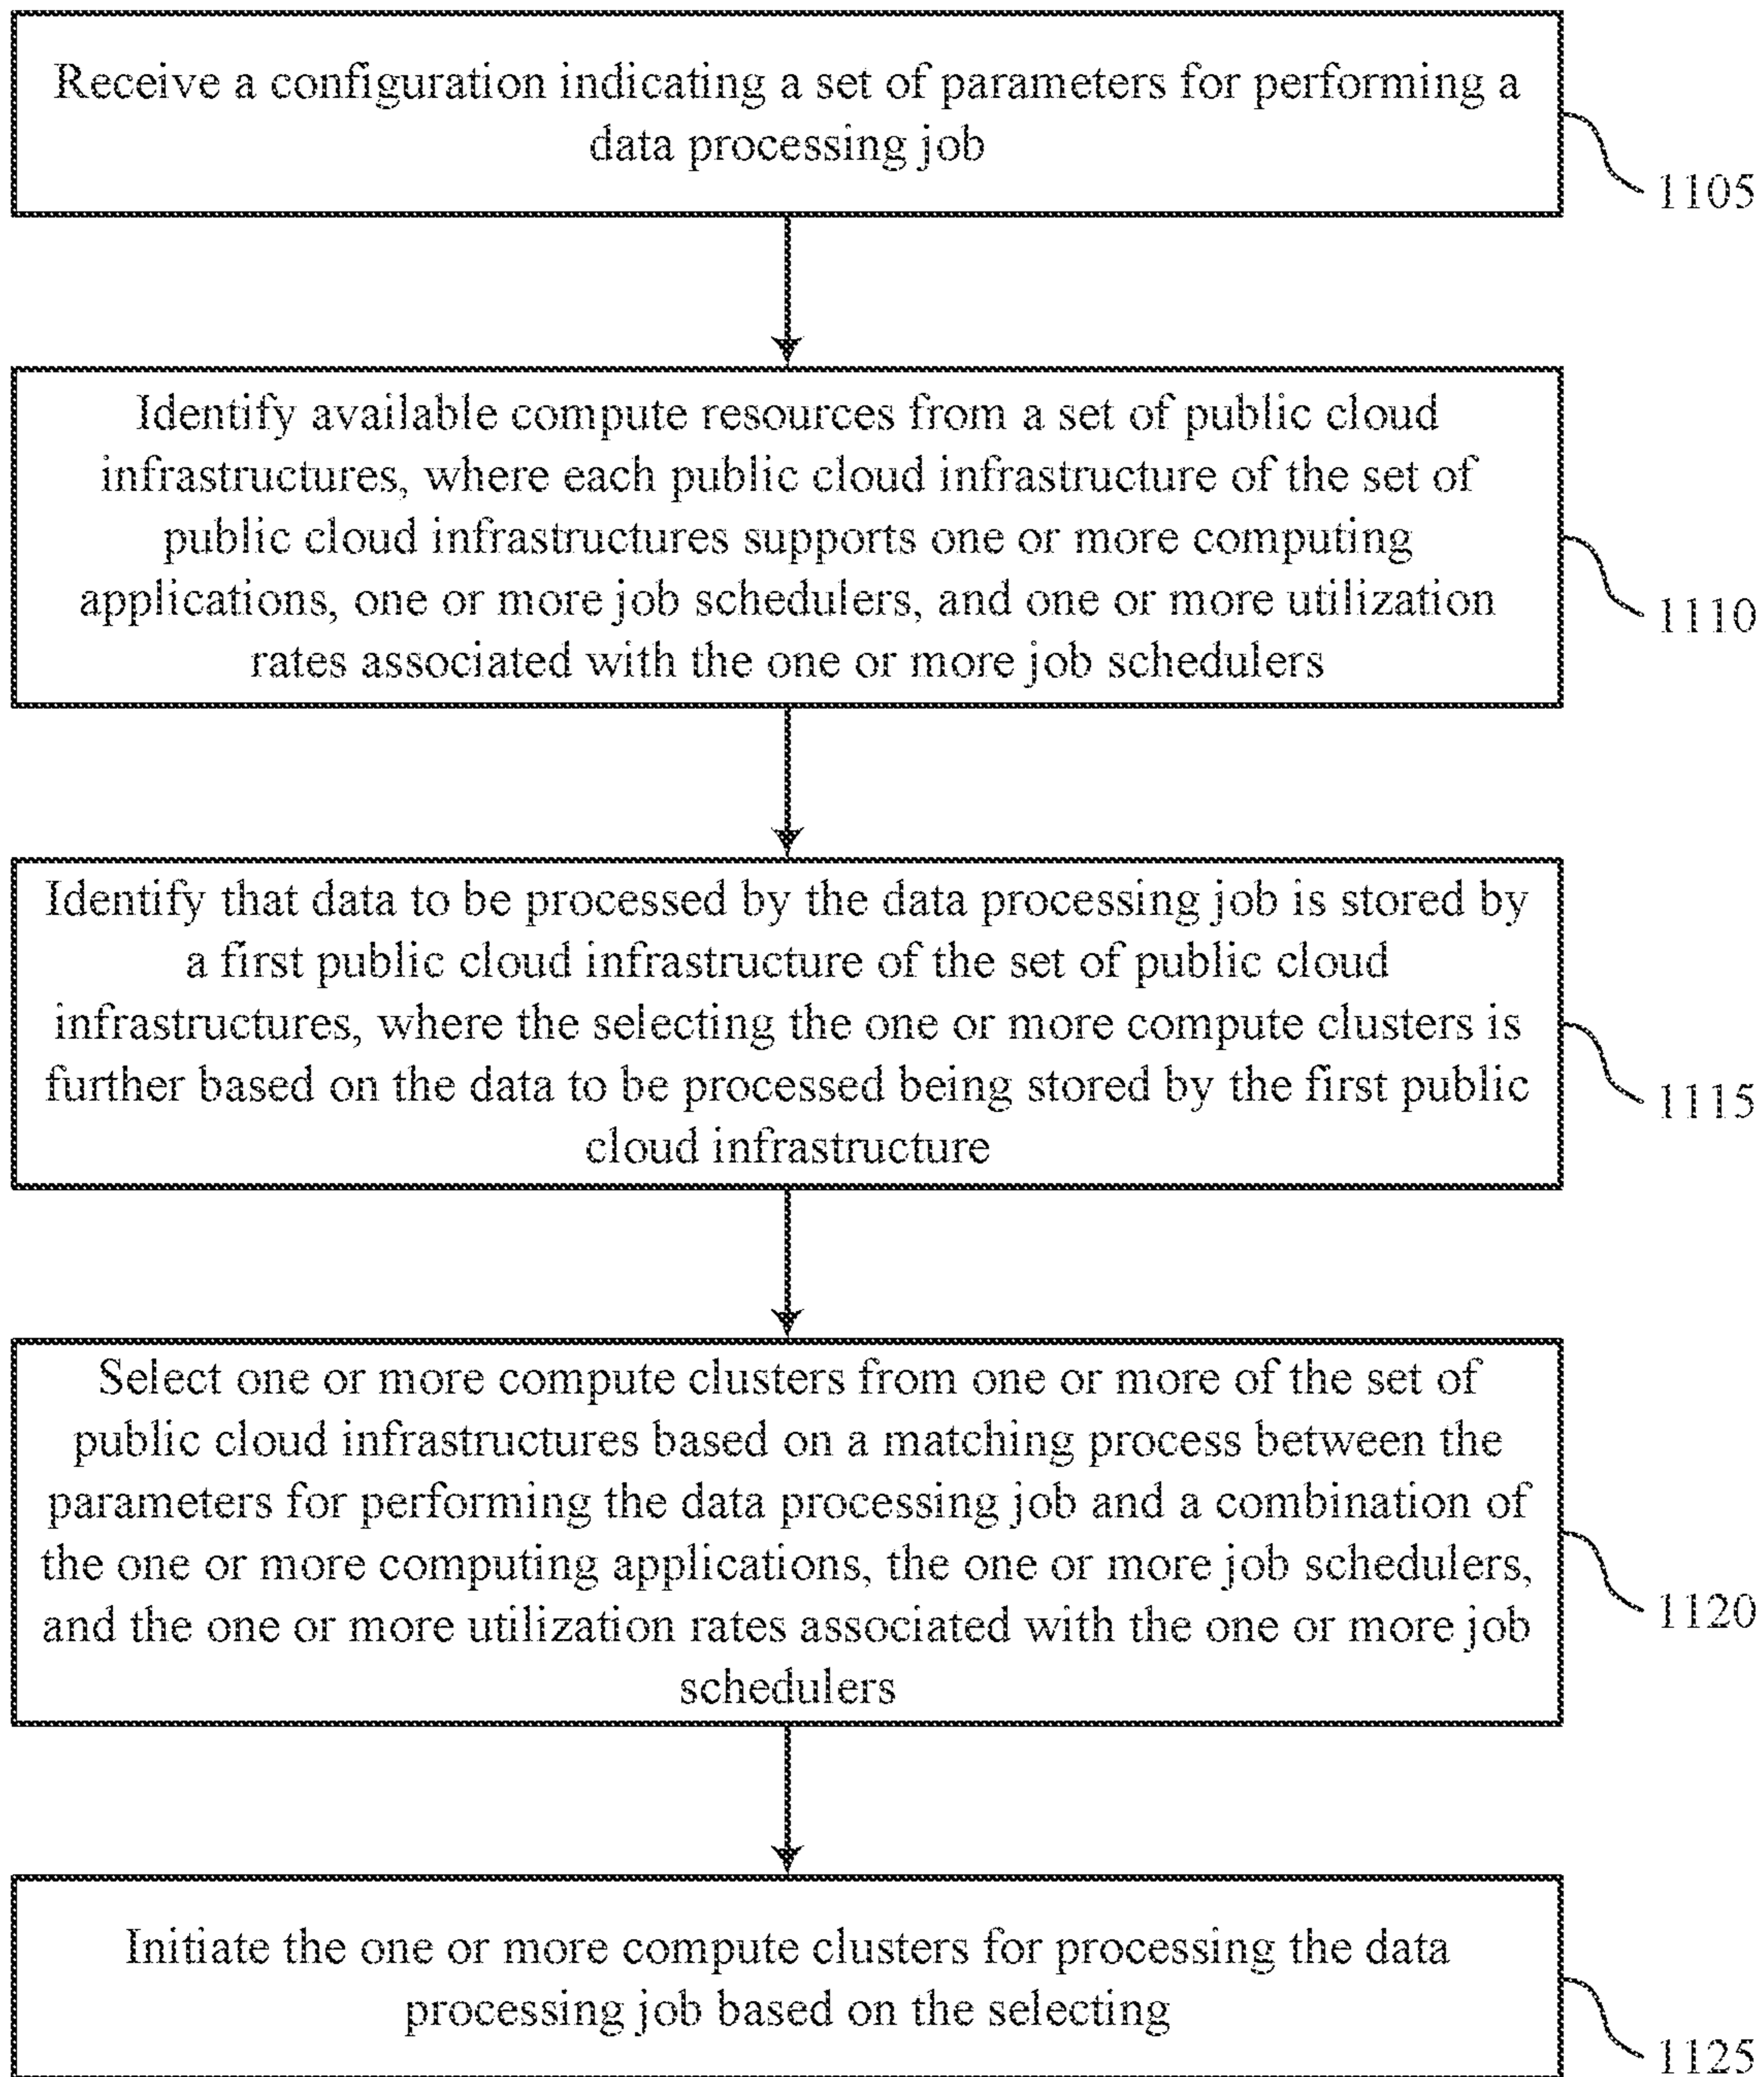 Receive a configuration indicating a set of parameters for performing a
data processing job
1105
Identify available compute resources from a set of public cloud
infrastructures, where each public cloud infrastructure of the set of
public cloud infrastructures supports one or more computing
applications, one or more job schedulers, and one or more utilization
rates associated with the one or more job schedulers
1110
Identify that data to be processed by the data processing job is stored by
a first public cloud infrastructure of the set of public cloud
infrastructures, where the selecting the one or more compute clusters is
further based on the data to be processed being stored by the first public
cloud infrastructure
1115
Select one or more compute clusters from one or more of the set of
public cloud infrastructures based on a matching process between the
parameters for performing the data processing job and a combination of
the one or more computing applications, the one or more job schedulers,
and the one or more utilization rates associated with the one or more job
schedulers
1120
Initiate the one or more compute clusters for processing the data
processing job based on the selecting
1125